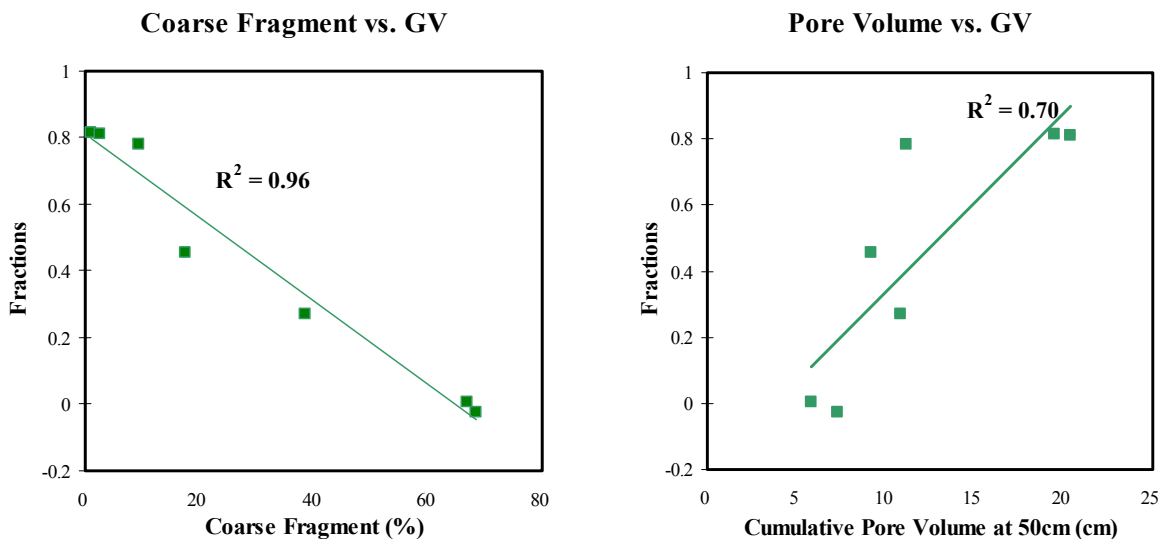 Coarse Fragment vs. GV
1
0.8
0.6
0.4
0.2
0
-0.2
Fractions
R² = 0.96
0 20 40 60 80
Coarse Fragment (%)
Pore Volume vs. GV
1
0.8
0.6
0.4
0.2
0
-0.2
Fractions
R² = 0.70
0 5 10 15 20 25
Cumulative Pore Volume at 50cm (cm)